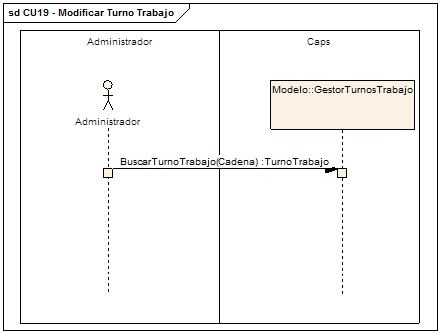 sd CU19 - Modificar Turno Trabajo
Administrador
Caps
Modelo::GestorTurnosTrabajo
Administrador
BuscarTurnoTrabajo(Cadena) :TurnoTrabajo